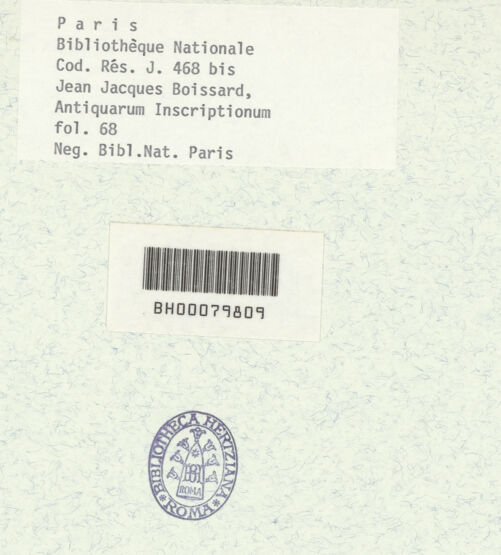 P a r i s
Bibliothèque Nationale
Cod. Rés. J. 468 bis
Jean Jacques Boissard,
Antiquarum Inscriptionum
fol. 68
Neg. Bibl.Nat. Paris
BH00079809
BIBLIOTHECA HERTZIANA
ROMA
* ROMA *